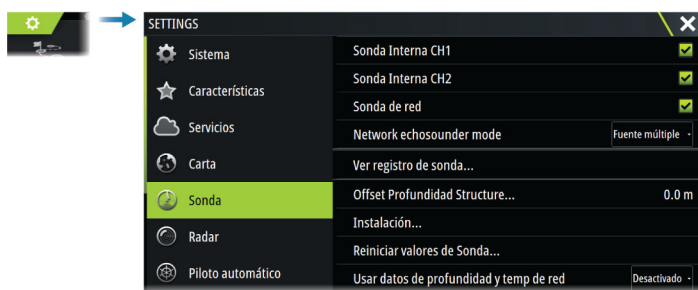 SETTINGS
Sistema
Características
Servicios
Carta
Sonda
Radar
Piloto automático
Sonda Interna CH1
Sonda Interna CH2
Sonda de red
Network echosounder mode Fuente múltiple
Ver registro de sonda...
Offset Profundidad Structure... 0.0 m
Instalación...
Reiniciar valores de Sonda...
Usar datos de profundidad y temp de red Desactivado